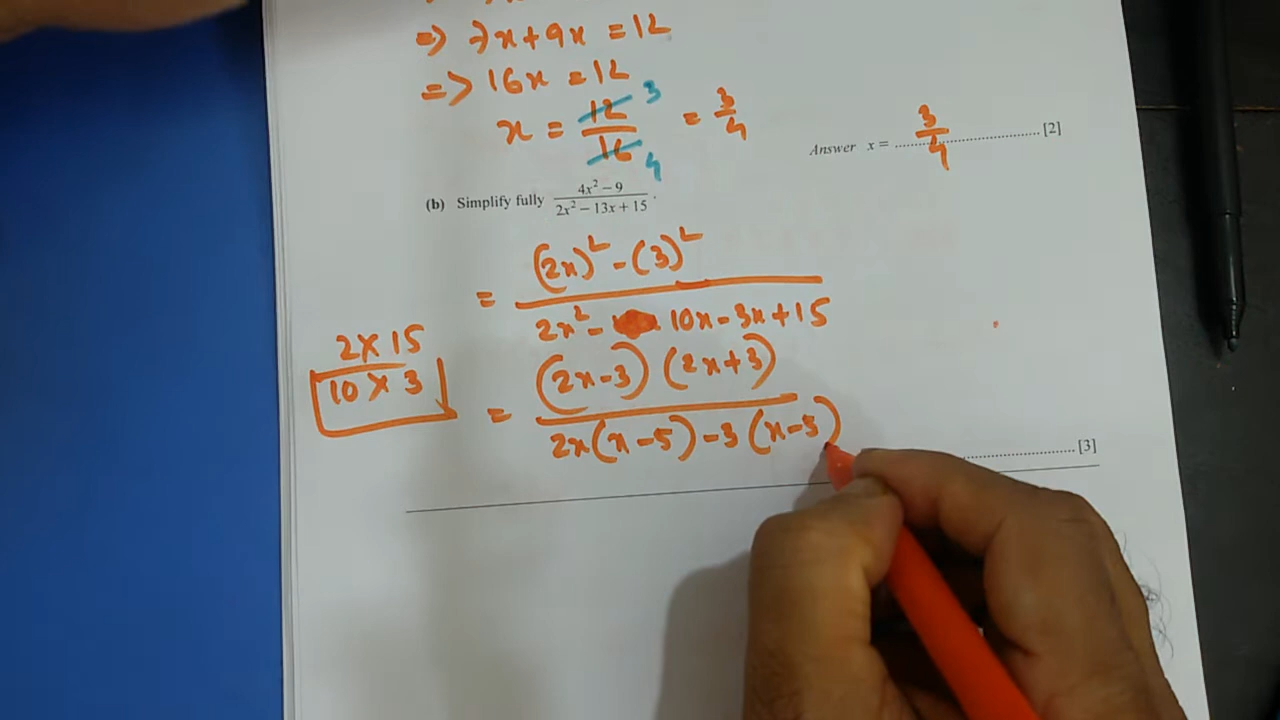 => 7x + 9x = 12
=> 16x = 12
x = 12/16 = 3/4
3
4
Answer x = 3/4 [2]
(b) Simplify fully (4x² − 9)/(2x² − 13x + 15).
= ((2x)² - (3)²)/(2x² - 10x - 3x + 15)
2 X 15
10 X 3
= ((2x-3) (2x+3))/(2x(x-5) -3(x-5))
[3]